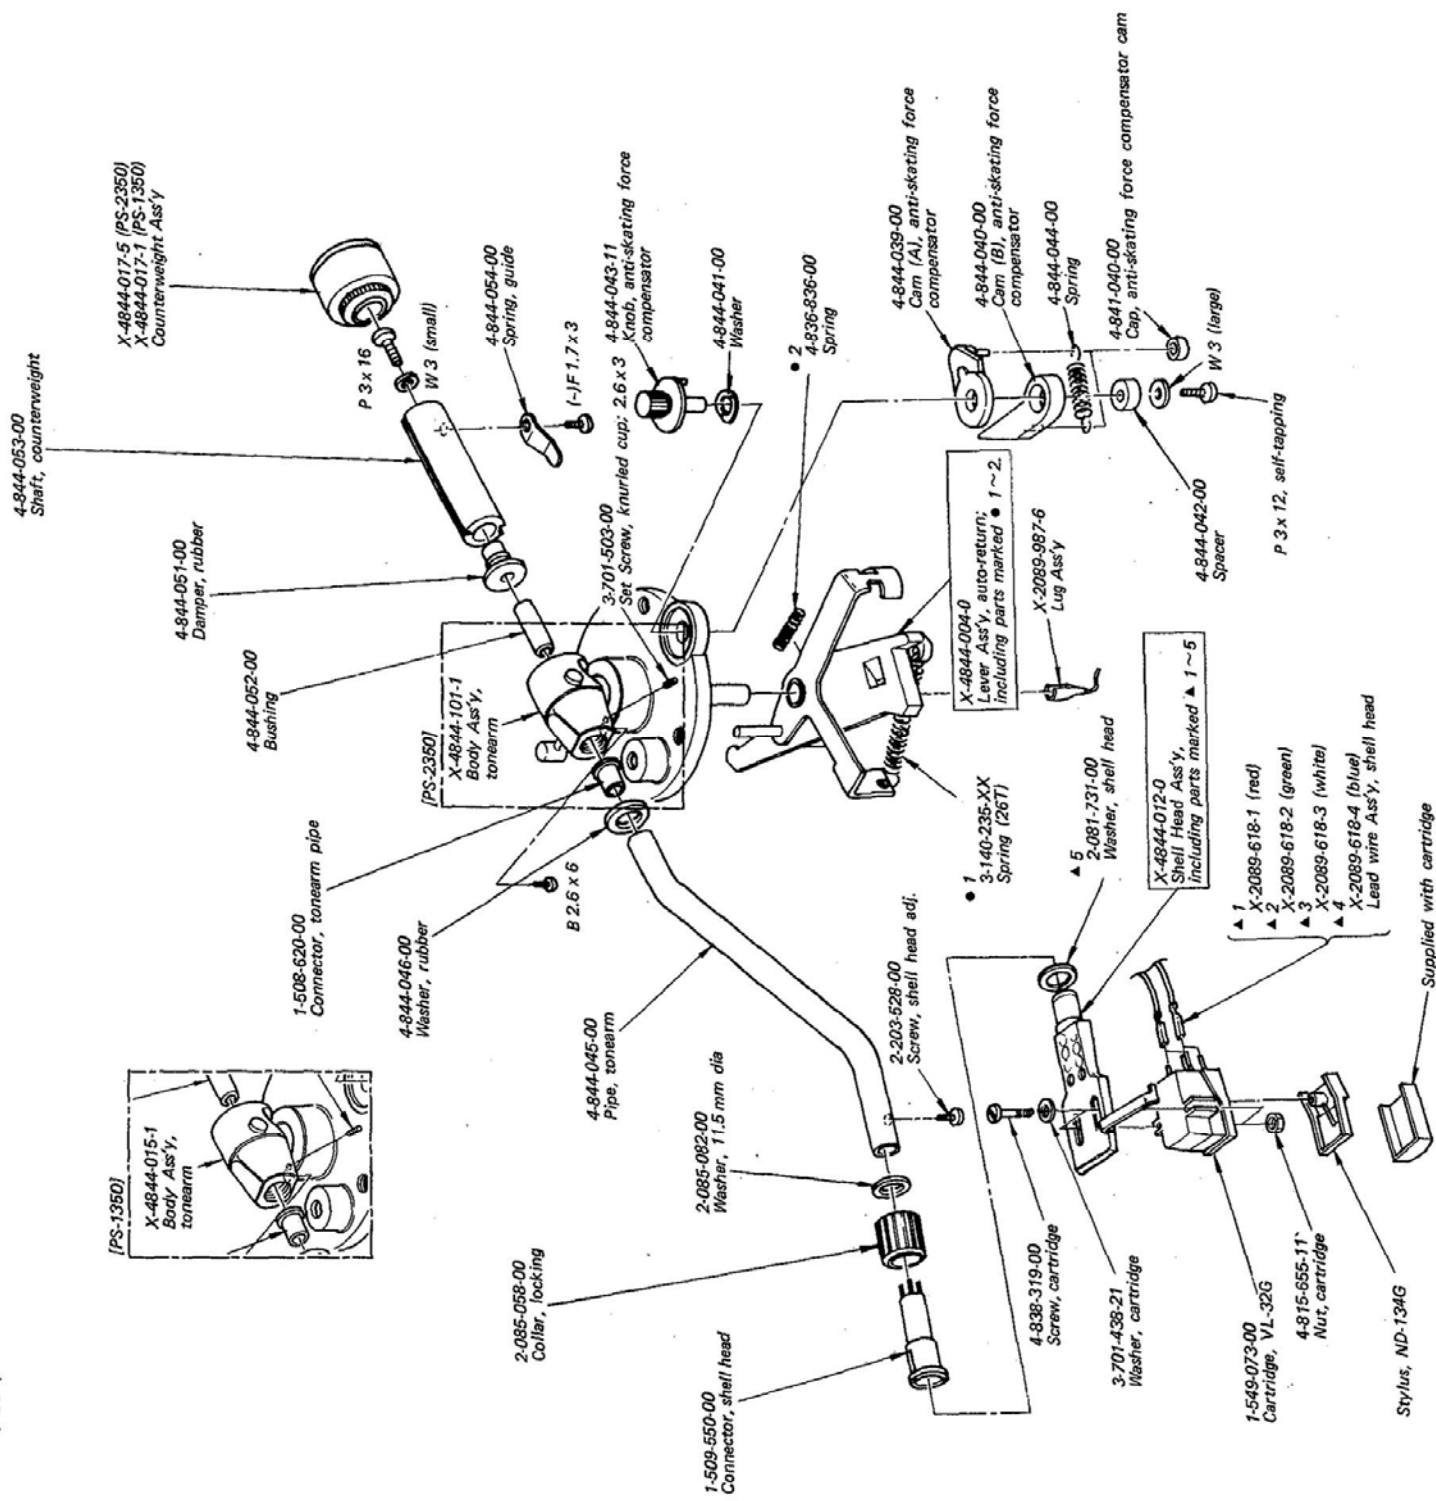 4-844-053-00
Shaft, counterweight
X-4844-017-5 (PS-2350)
X-4844-017-1 (PS-1350)
Counterweight Ass'y
P 3 x 16
W 3 (small)
4-844-054-00
Spring, guide
(-)F 1.7 x 3
4-844-043-11
Knob, anti-skating force
compensator
4-844-041-00
Washer
4-844-051-00
Damper, rubber
4-844-052-00
Bushing
3-701-503-00
Set Screw, knurled cup; 2.6 x 3
[PS-2350]
X-4844-101-1
Body Ass'y,
tonearm
● 2
4-836-836-00
Spring
4-844-039-00
Cam (A), anti-skating force
compensator
4-844-040-00
Cam (B), anti-skating force
compensator
4-844-044-00
Spring
4-841-040-00
Cap, anti-skating force compensator cam
W 3 (large)
4-844-042-00
Spacer
P 3 x 12, self-tapping
X-4844-004-0
Lever Ass'y, auto-return;
including parts marked ● 1~2.
X-2089-987-6
Lug Ass'y
● 1
3-140-235-XX
Spring (26T)
1-508-620-00
Connector, tonearm pipe
B 2.6 x 6
4-844-046-00
Washer, rubber
4-844-045-00
Pipe, tonearm
[PS-1350]
X-4844-015-1
Body Ass'y,
tonearm
2-203-528-00
Screw, shell head adj.
2-085-082-00
Washer, 11.5 mm dia
2-085-058-00
Collar, locking
1-509-550-00
Connector, shell head
▲ 5
2-081-731-00
Washer, shell head
X-4844-012-0
Shell Head Ass'y,
including parts marked ▲ 1~5
▲ 1
X-2089-618-1 (red)
▲ 2
X-2089-618-2 (green)
▲ 3
X-2089-618-3 (white)
▲ 4
X-2089-618-4 (blue)
Lead wire Ass'y, shell head
4-838-319-00
Screw, cartridge
3-701-438-21
Washer, cartridge
1-549-073-00
Cartridge, VL-32G
4-815-655-11
Nut, cartridge
Stylus, ND-134G
Supplied with cartridge